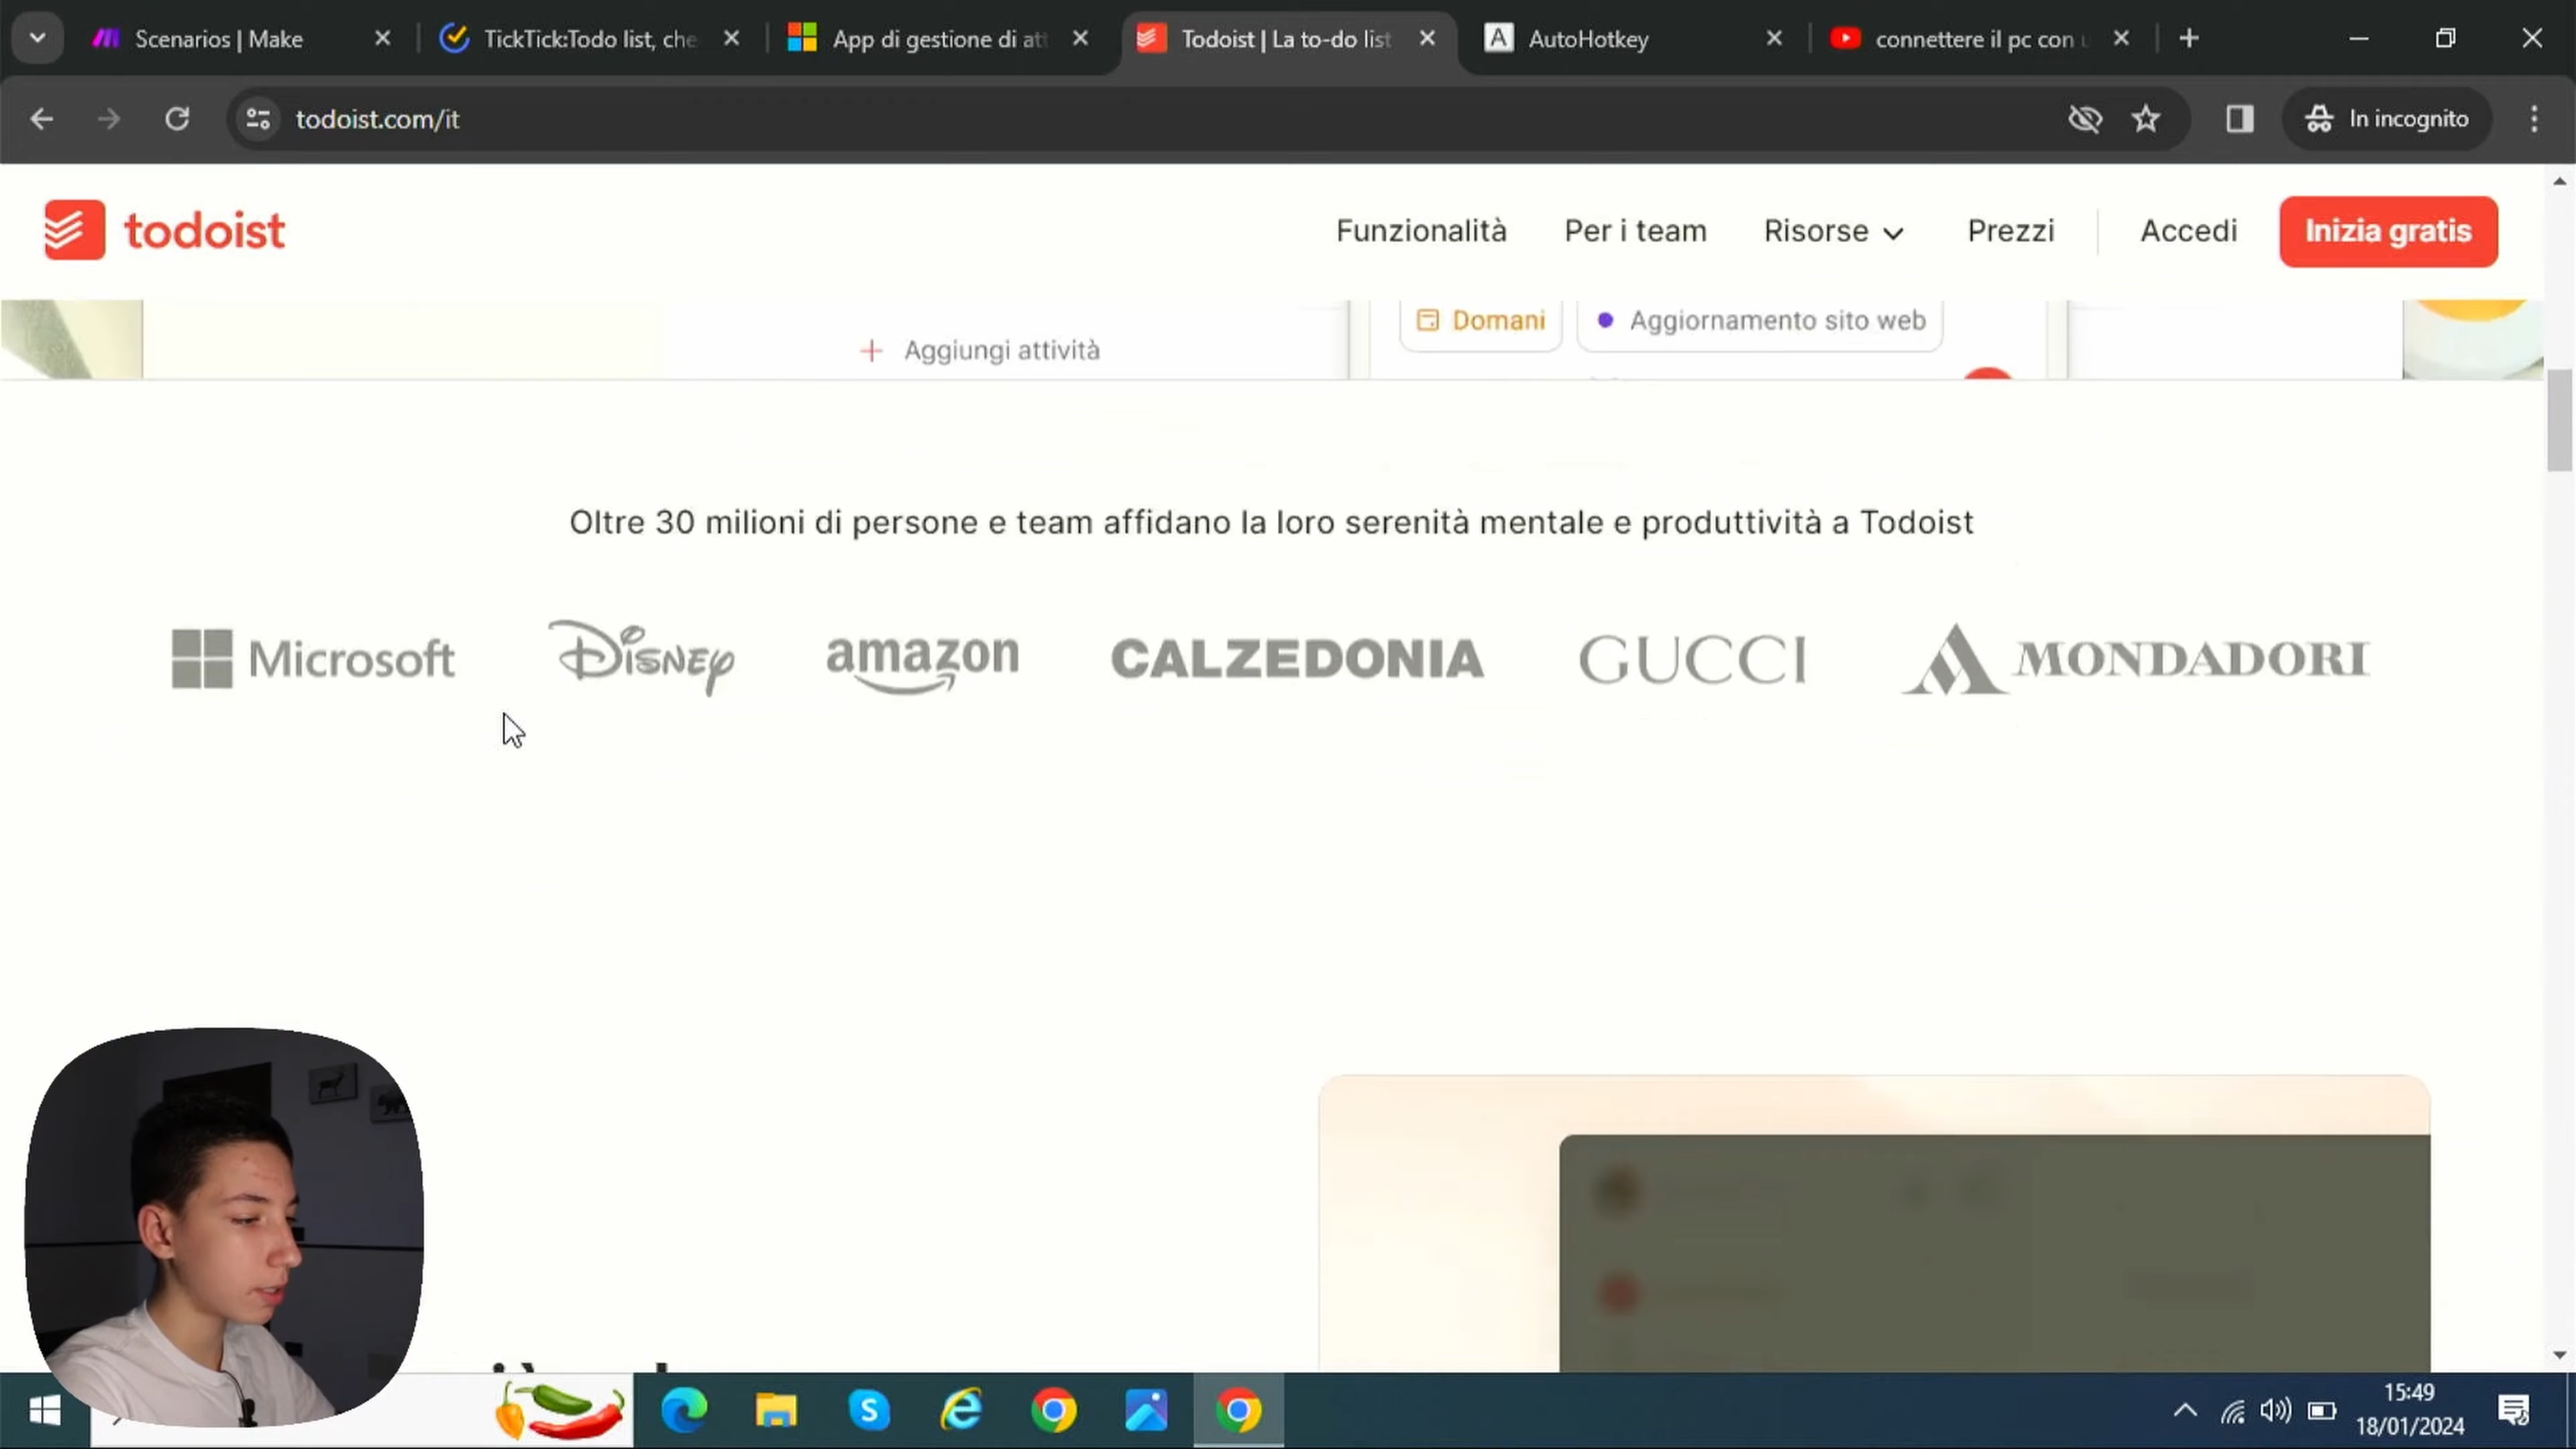 Scenarios | Make
TickTick:Todo list, che
App di gestione di at
Todoist | La to-do list
AutoHotkey
connettere il pc con
todoist.com/it
In incognito
todoist
Funzionalità
Per i team
Risorse
Prezzi
Accedi
Inizia gratis
Aggiungi attività
Domani
Aggiornamento sito web
Oltre 30 milioni di persone e team affidano la loro serenità mentale e produttività a Todoist
Microsoft
Disney
amazon
CALZEDONIA
GUCCI
MONDADORI
15:49
18/01/2024